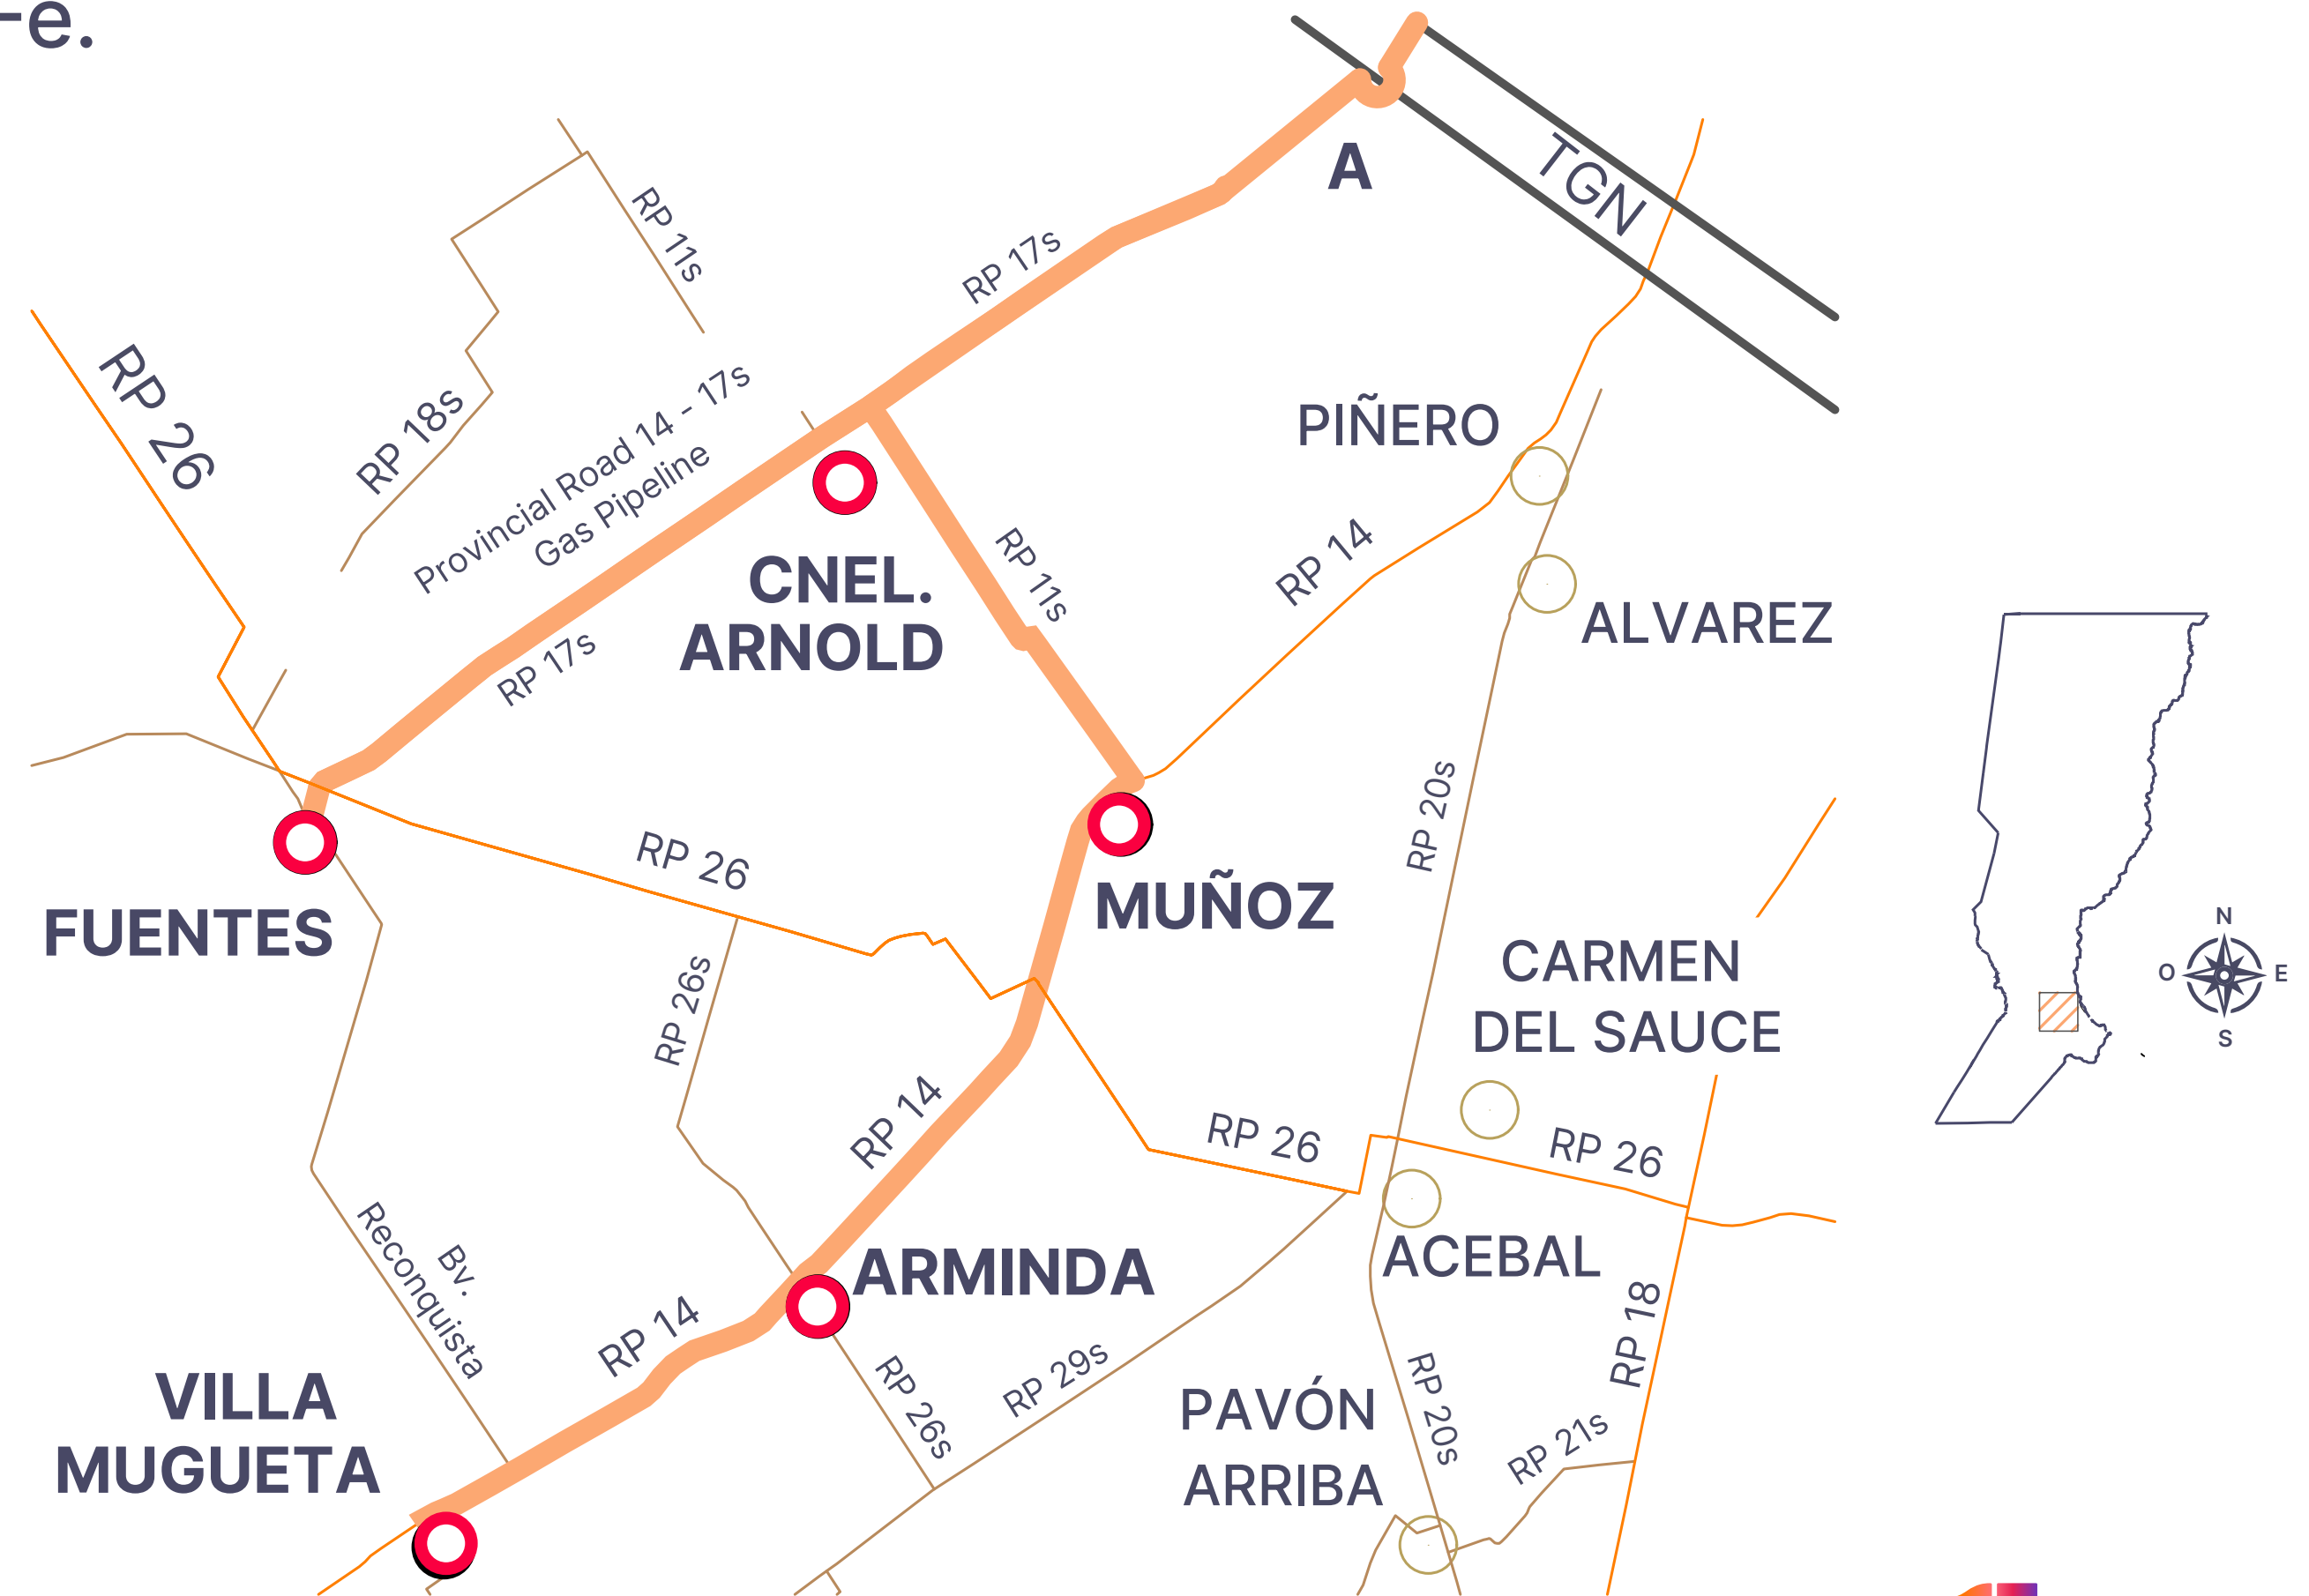 e.
A
TGN
RP 11s
RP 17s
RP 26
RP 18s
Provincial Road 14 - 17s
Gas Pipeline
PIÑERO
RP 14
RP 11s
CNEL.
ARNOLD
ALVAREZ
RP 17s
RP 20s
RP 26
MUÑOZ
FUENTES
N
O
E
S
CARMEN
DEL SAUCE
RP 26s
RP 14
RP 26
RP 26
Bv.
Reconquista
ARMINDA
ACEBAL
RP 14
RP 18
RP 26s
RP 29s
RP 20s
VILLA
MUGUETA
PAVÓN
ARRIBA
RP 21s